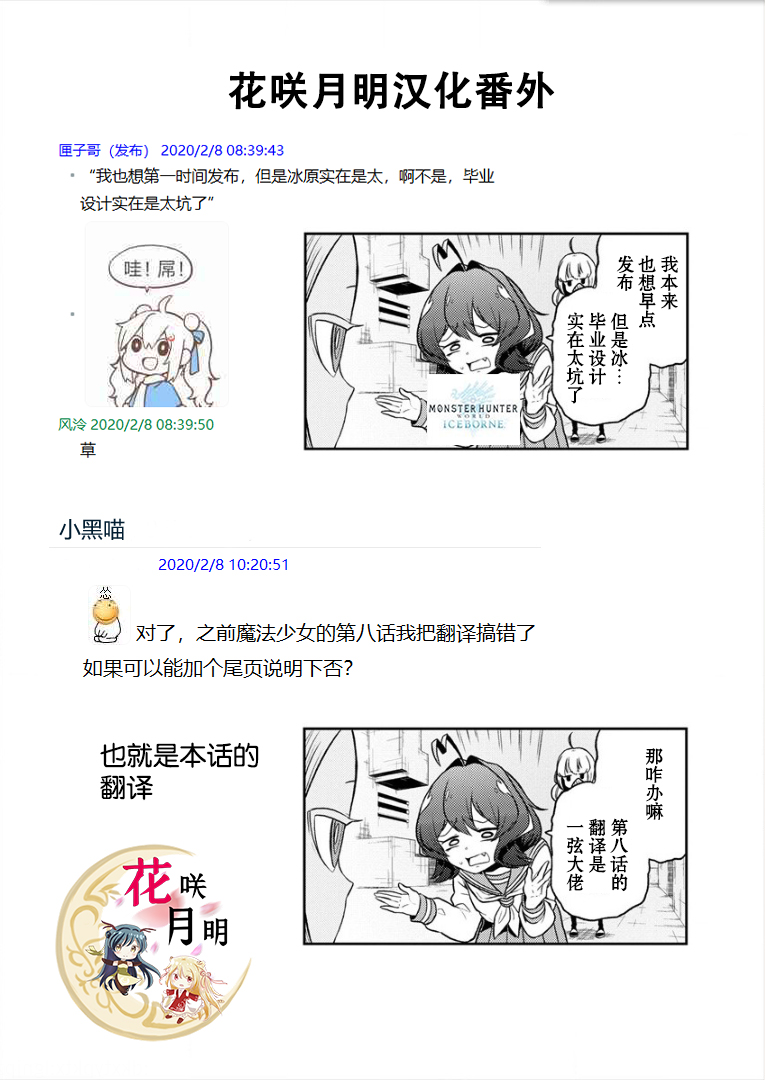 花咲月明汉化番外
匣子哥（发布） 2020/2/8 08:39:43
“我也想第一时间发布，但是冰原实在是太，啊不是，毕业
设计实在是太坑了”
哇！屌！
我本来
也想早点
发布
但是冰…
毕业设计
实在太坑了
MONSTER HUNTER
WORLD
ICEBORNE
风泠 2020/2/8 08:39:50
草
小黑喵
2020/2/8 10:20:51
怂
对了，之前魔法少女的第八话我把翻译搞错了
如果可以能加个尾页说明下否？
也就是本话的
翻译
那咋办嘛
第八话的
翻译是
一弦大佬
花咲
月明